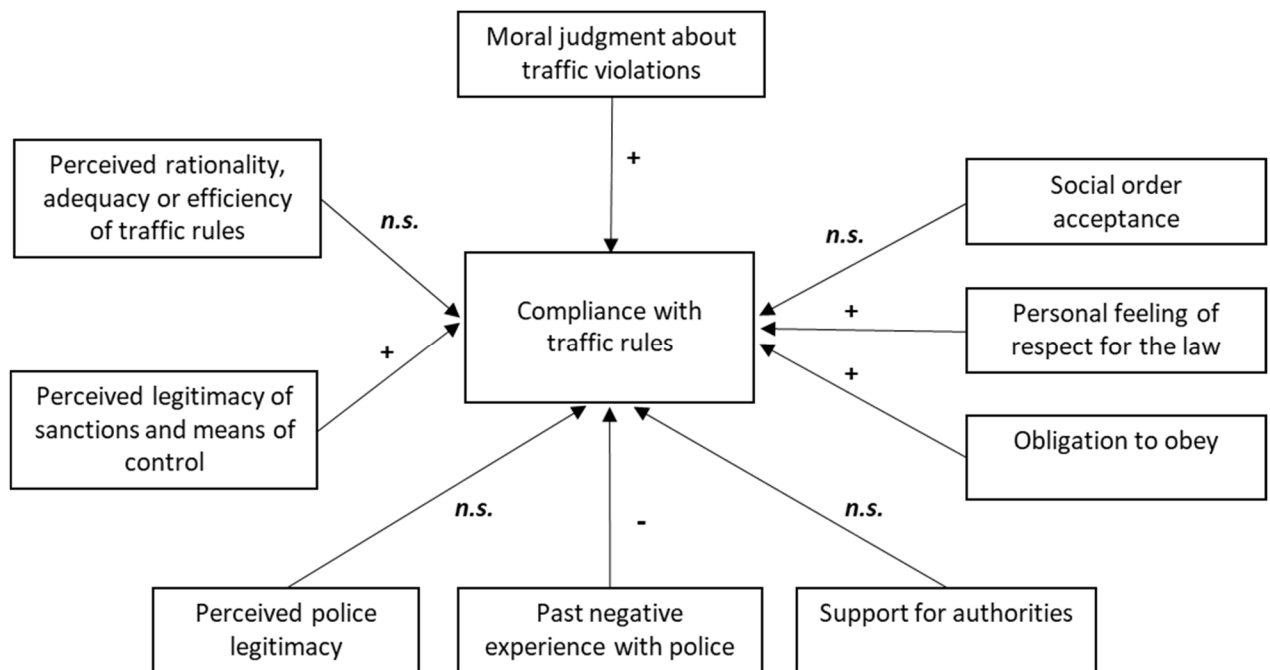 Moral judgment about
traffic violations
+
Perceived rationality,
adequacy or efficiency
of traffic rules
n.s.
Social order
acceptance
n.s.
Compliance with
traffic rules
+
Personal feeling of
respect for the law
+
Perceived legitimacy of
sanctions and means of
control
+
Obligation to obey
n.s.
-
n.s.
Perceived police
legitimacy
Past negative
experience with police
Support for authorities